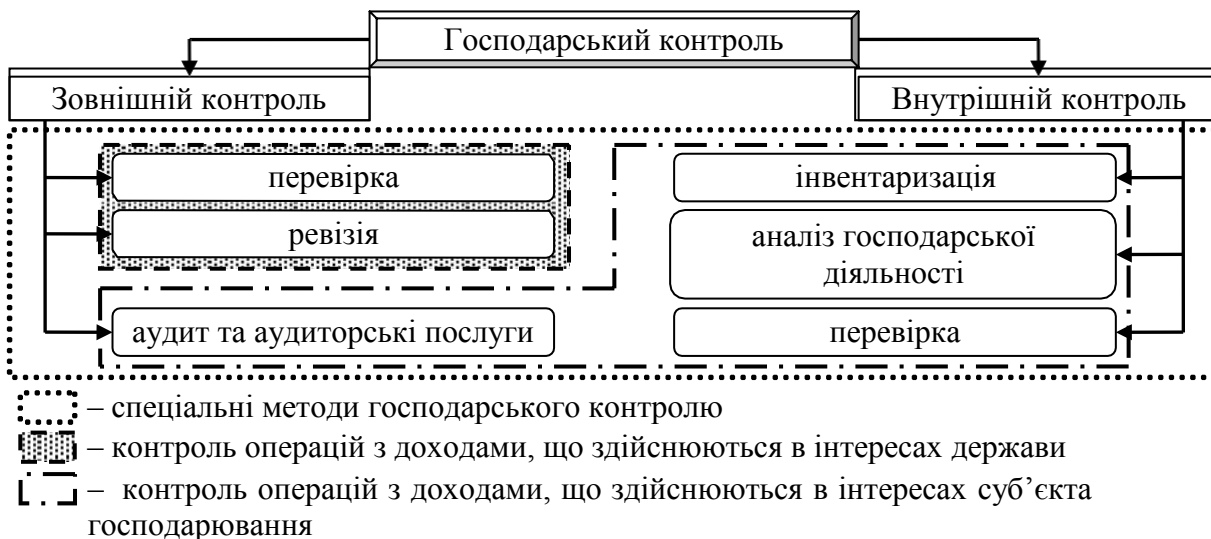 Господарський контроль
Зовнішній контроль
Внутрішній контроль
перевірка
ревізія
аудит та аудиторські послуги
інвентаризація
аналіз господарської
діяльності
перевірка
– спеціальні методи господарського контролю
– контроль операцій з доходами, що здійснюються в інтересах держави
– контроль операцій з доходами, що здійснюються в інтересах суб’єкта
господарювання